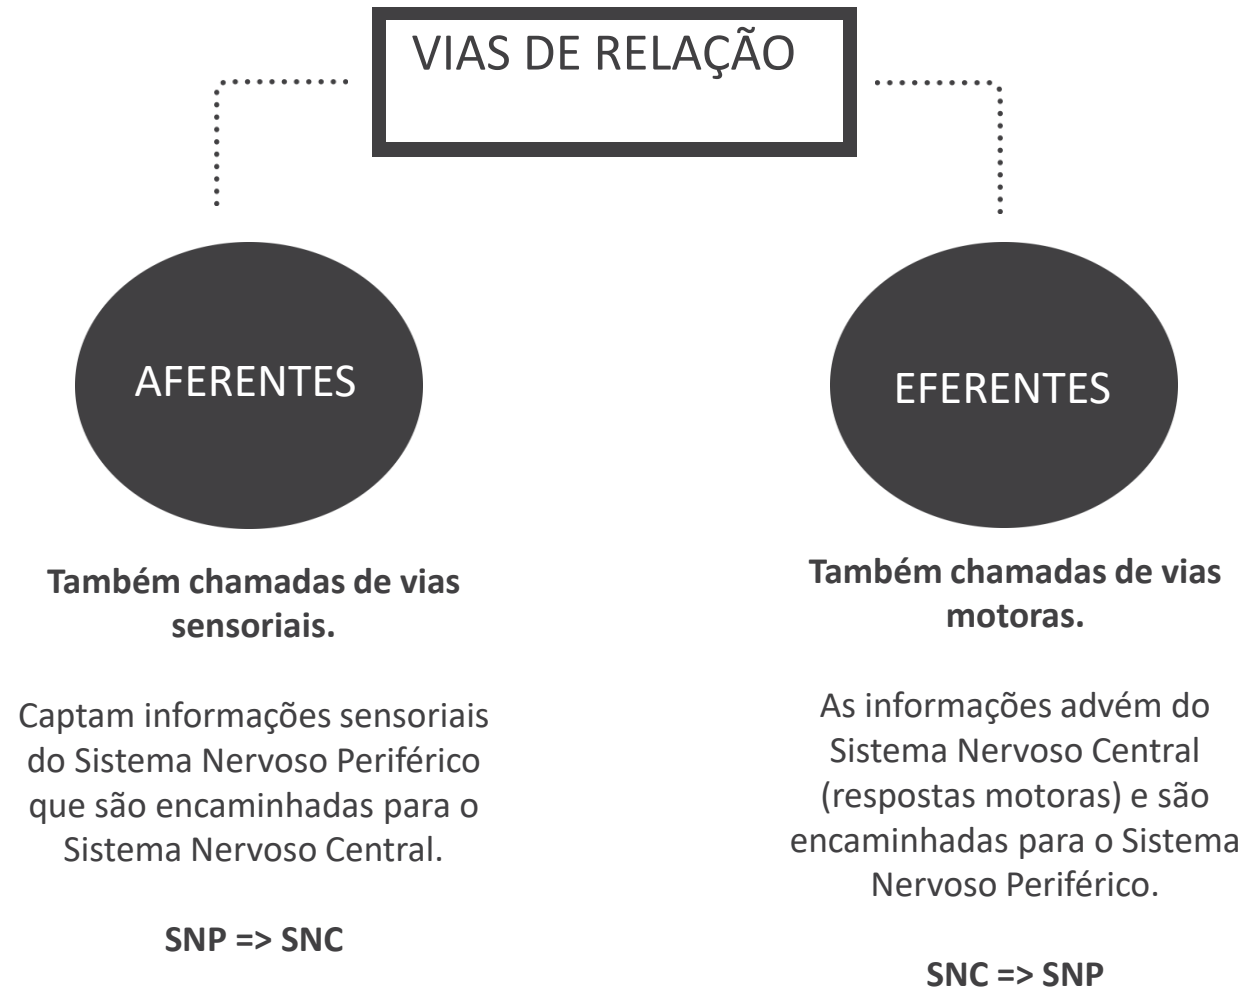 VIAS DE RELAÇÃO
AFERENTES
Também chamadas de vias
sensoriais.
Captam informações sensoriais
do Sistema Nervoso Periférico
que são encaminhadas para o
Sistema Nervoso Central.
SNP => SNC
EFERENTES
Também chamadas de vias
motoras.
As informações advém do
Sistema Nervoso Central
(respostas motoras) e são
encaminhadas para o Sistema
Nervoso Periférico.
SNC => SNP